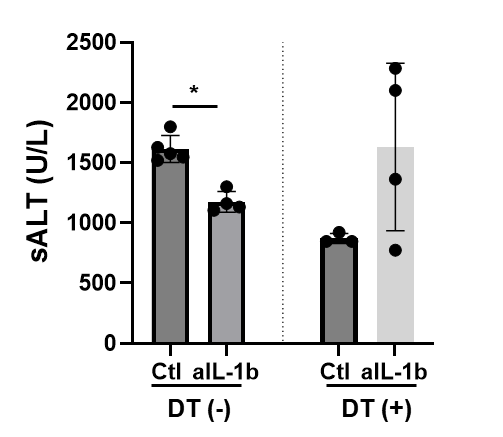 sALT (U/L)
2500
2000
1500
1000
500
0
*
Ctl aIL-1b Ctl aIL-1b
DT (-) DT (+)